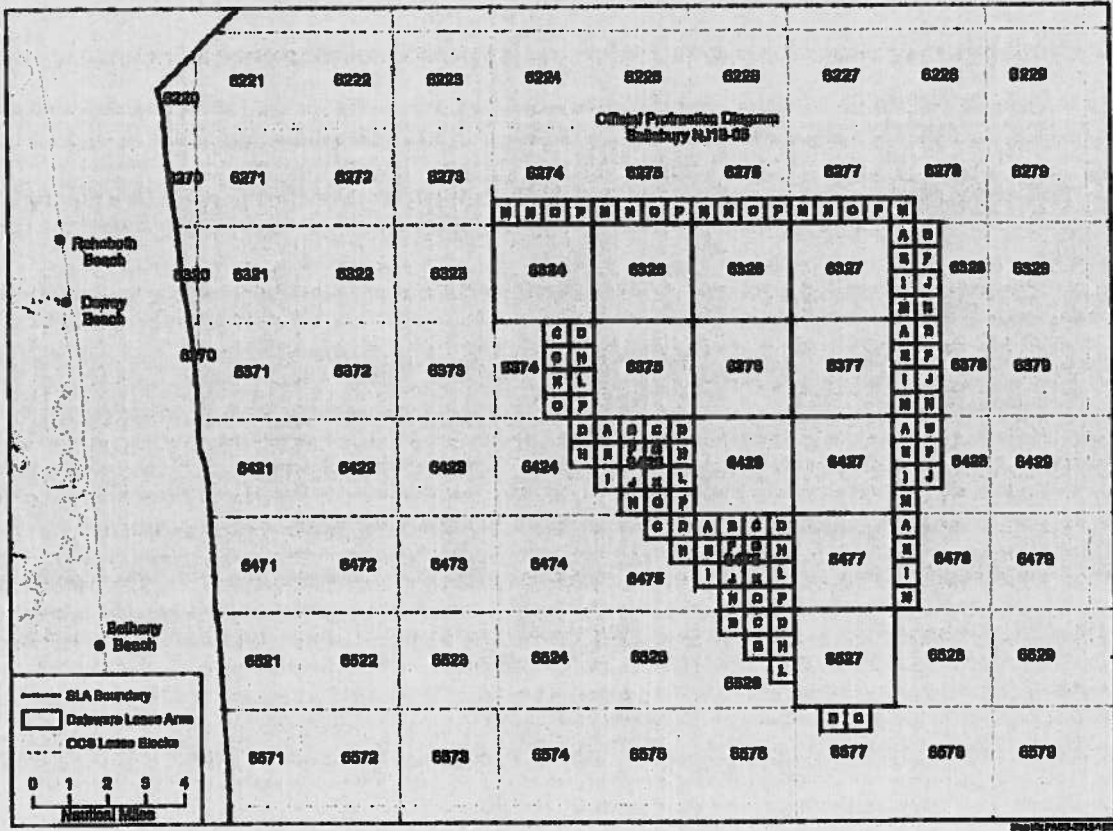 6221 6222 6223 6224 6225 6226 6227 6228 6229
6220
Official Protraction Diagram
Salisbury NJ18-05
6270 6271 6272 6273 6274 6275 6276 6277 6278 6279
M N O P M N O P M N O P M N O P M
Rehoboth
Beach
A B
E F
6320 6321 6322 6323 6324 6325 6326 6327 6328 6329
I J
M N
Dewey
Beach
C D A B
G H E F
6370 6371 6372 6373 6374 6375 6376 6377 6378 6379
K L I J
O P M N
D A B C D A B
H E F G H E F
6421 6422 6423 6424 6425 6426 6427 6428 6429
I J K L I J
N O P M
C D A B C D A
H E F G H E
6471 6472 6473 6474 6475 6476 6477 6478 6479
I J K L I
N O P M
B C D
G H
L
Bethany
Beach
6521 6522 6523 6524 6525 6526 6527 6528 6529
B C
SLA Boundary
Delaware Lease Area
OCS Lease Blocks
0 1 2 3 4
Nautical Miles
6571 6572 6573 6574 6575 6576 6577 6578 6579